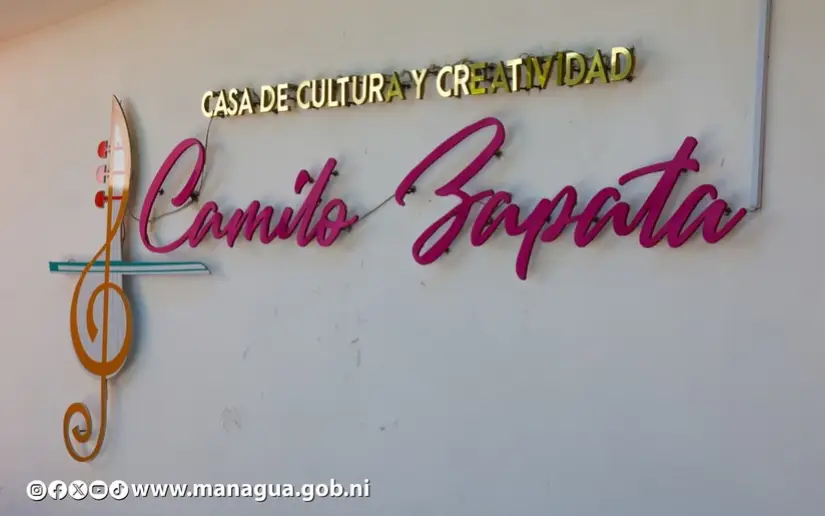 CASA DE CULTURA Y CREATIVIDAD
Camilo Zapata
www.managua.gob.ni